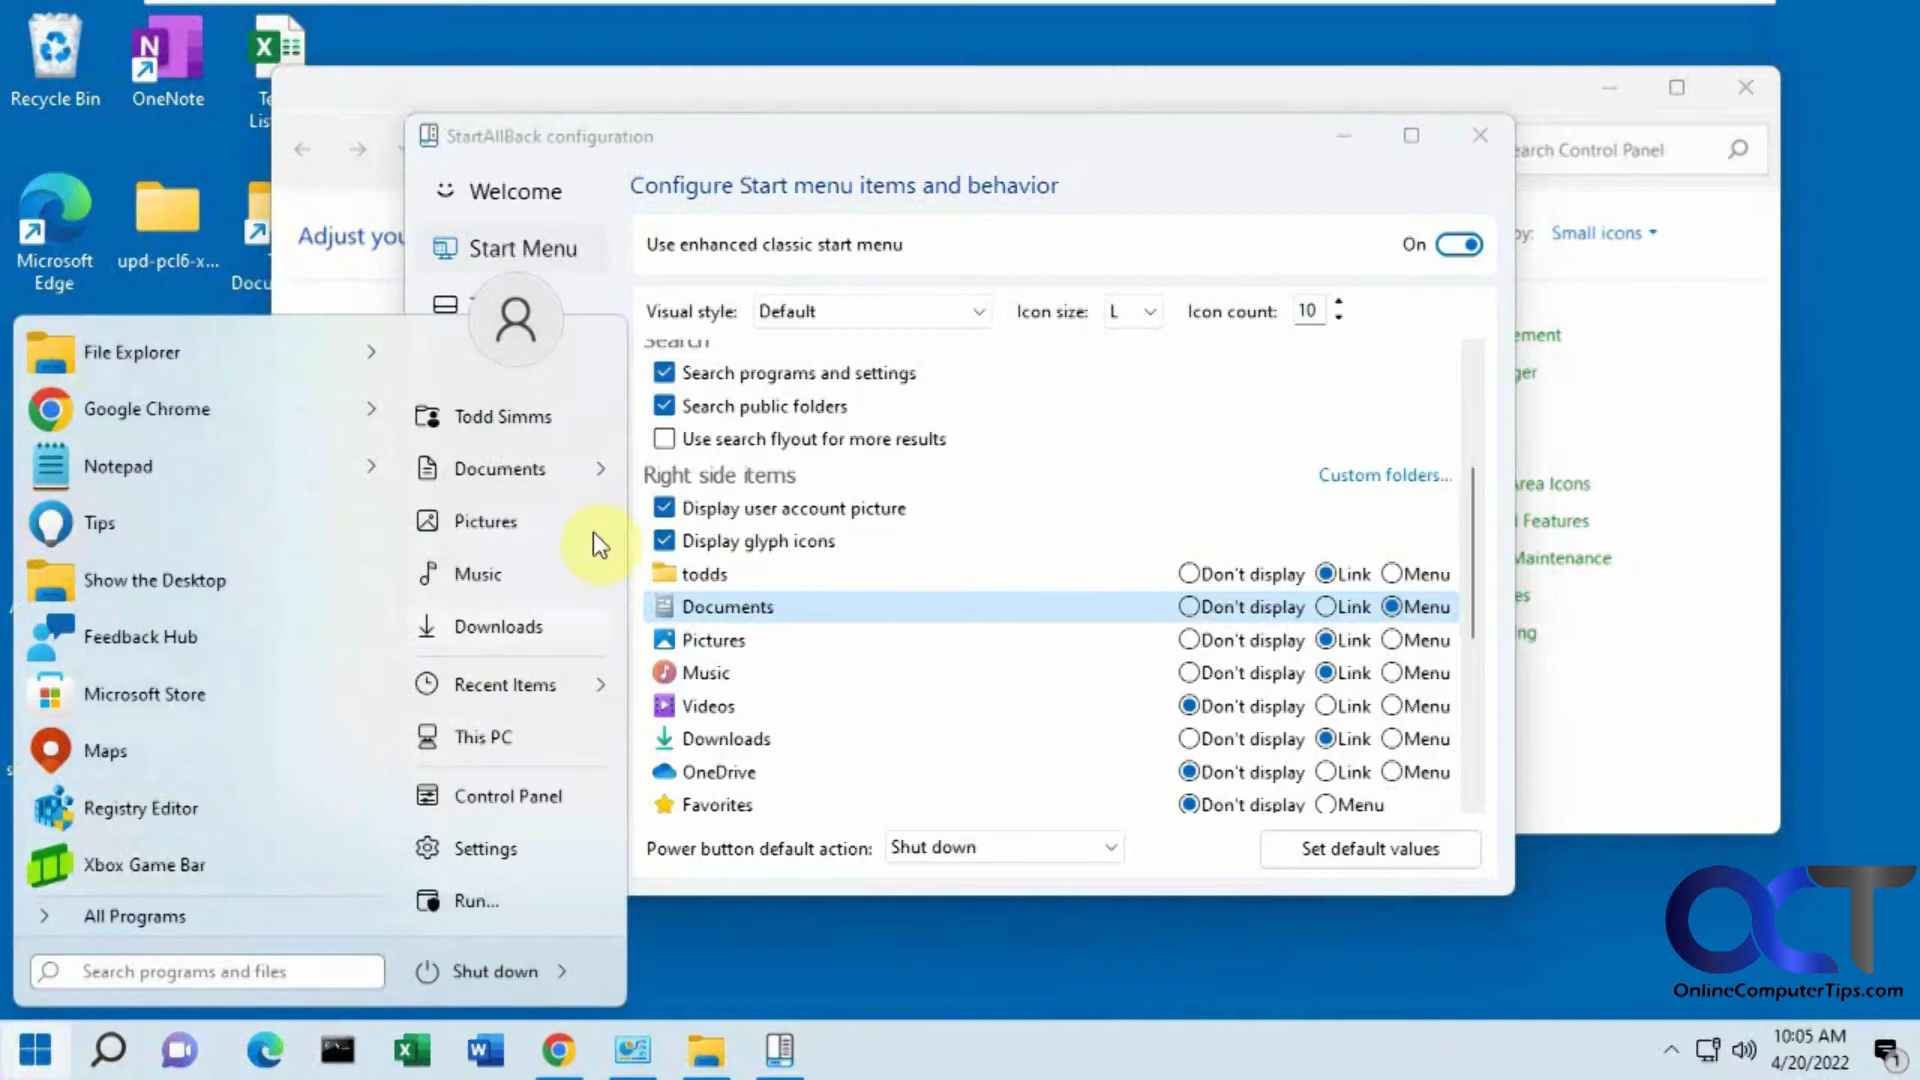 Recycle Bin
OneNote
Te
Lis
Microsoft
Edge
upd-pcl6-x...
Docu
Adjust you
earch Control Panel
by: Small icons
ement
ger
Area Icons
Features
Maintenance
es
ng
StartAllBack configuration
Welcome
Start Menu
Configure Start menu items and behavior
Use enhanced classic start menu
On
Visual style: Default
Icon size: L
Icon count: 10
Search
Search programs and settings
Search public folders
Use search flyout for more results
Right side items
Custom folders...
Display user account picture
Display glyph icons
todds Don't display Link Menu
Documents Don't display Link Menu
Pictures Don't display Link Menu
Music Don't display Link Menu
Videos Don't display Link Menu
Downloads Don't display Link Menu
OneDrive Don't display Link Menu
Favorites Don't display Menu
Power button default action: Shut down
Set default values
File Explorer
Google Chrome
Notepad
Tips
Show the Desktop
Feedback Hub
Microsoft Store
Maps
Registry Editor
Xbox Game Bar
All Programs
Search programs and files
Todd Simms
Documents
Pictures
Music
Downloads
Recent Items
This PC
Control Panel
Settings
Run...
Shut down
OCT
OnlineComputerTips.com
10:05 AM
4/20/2022
1